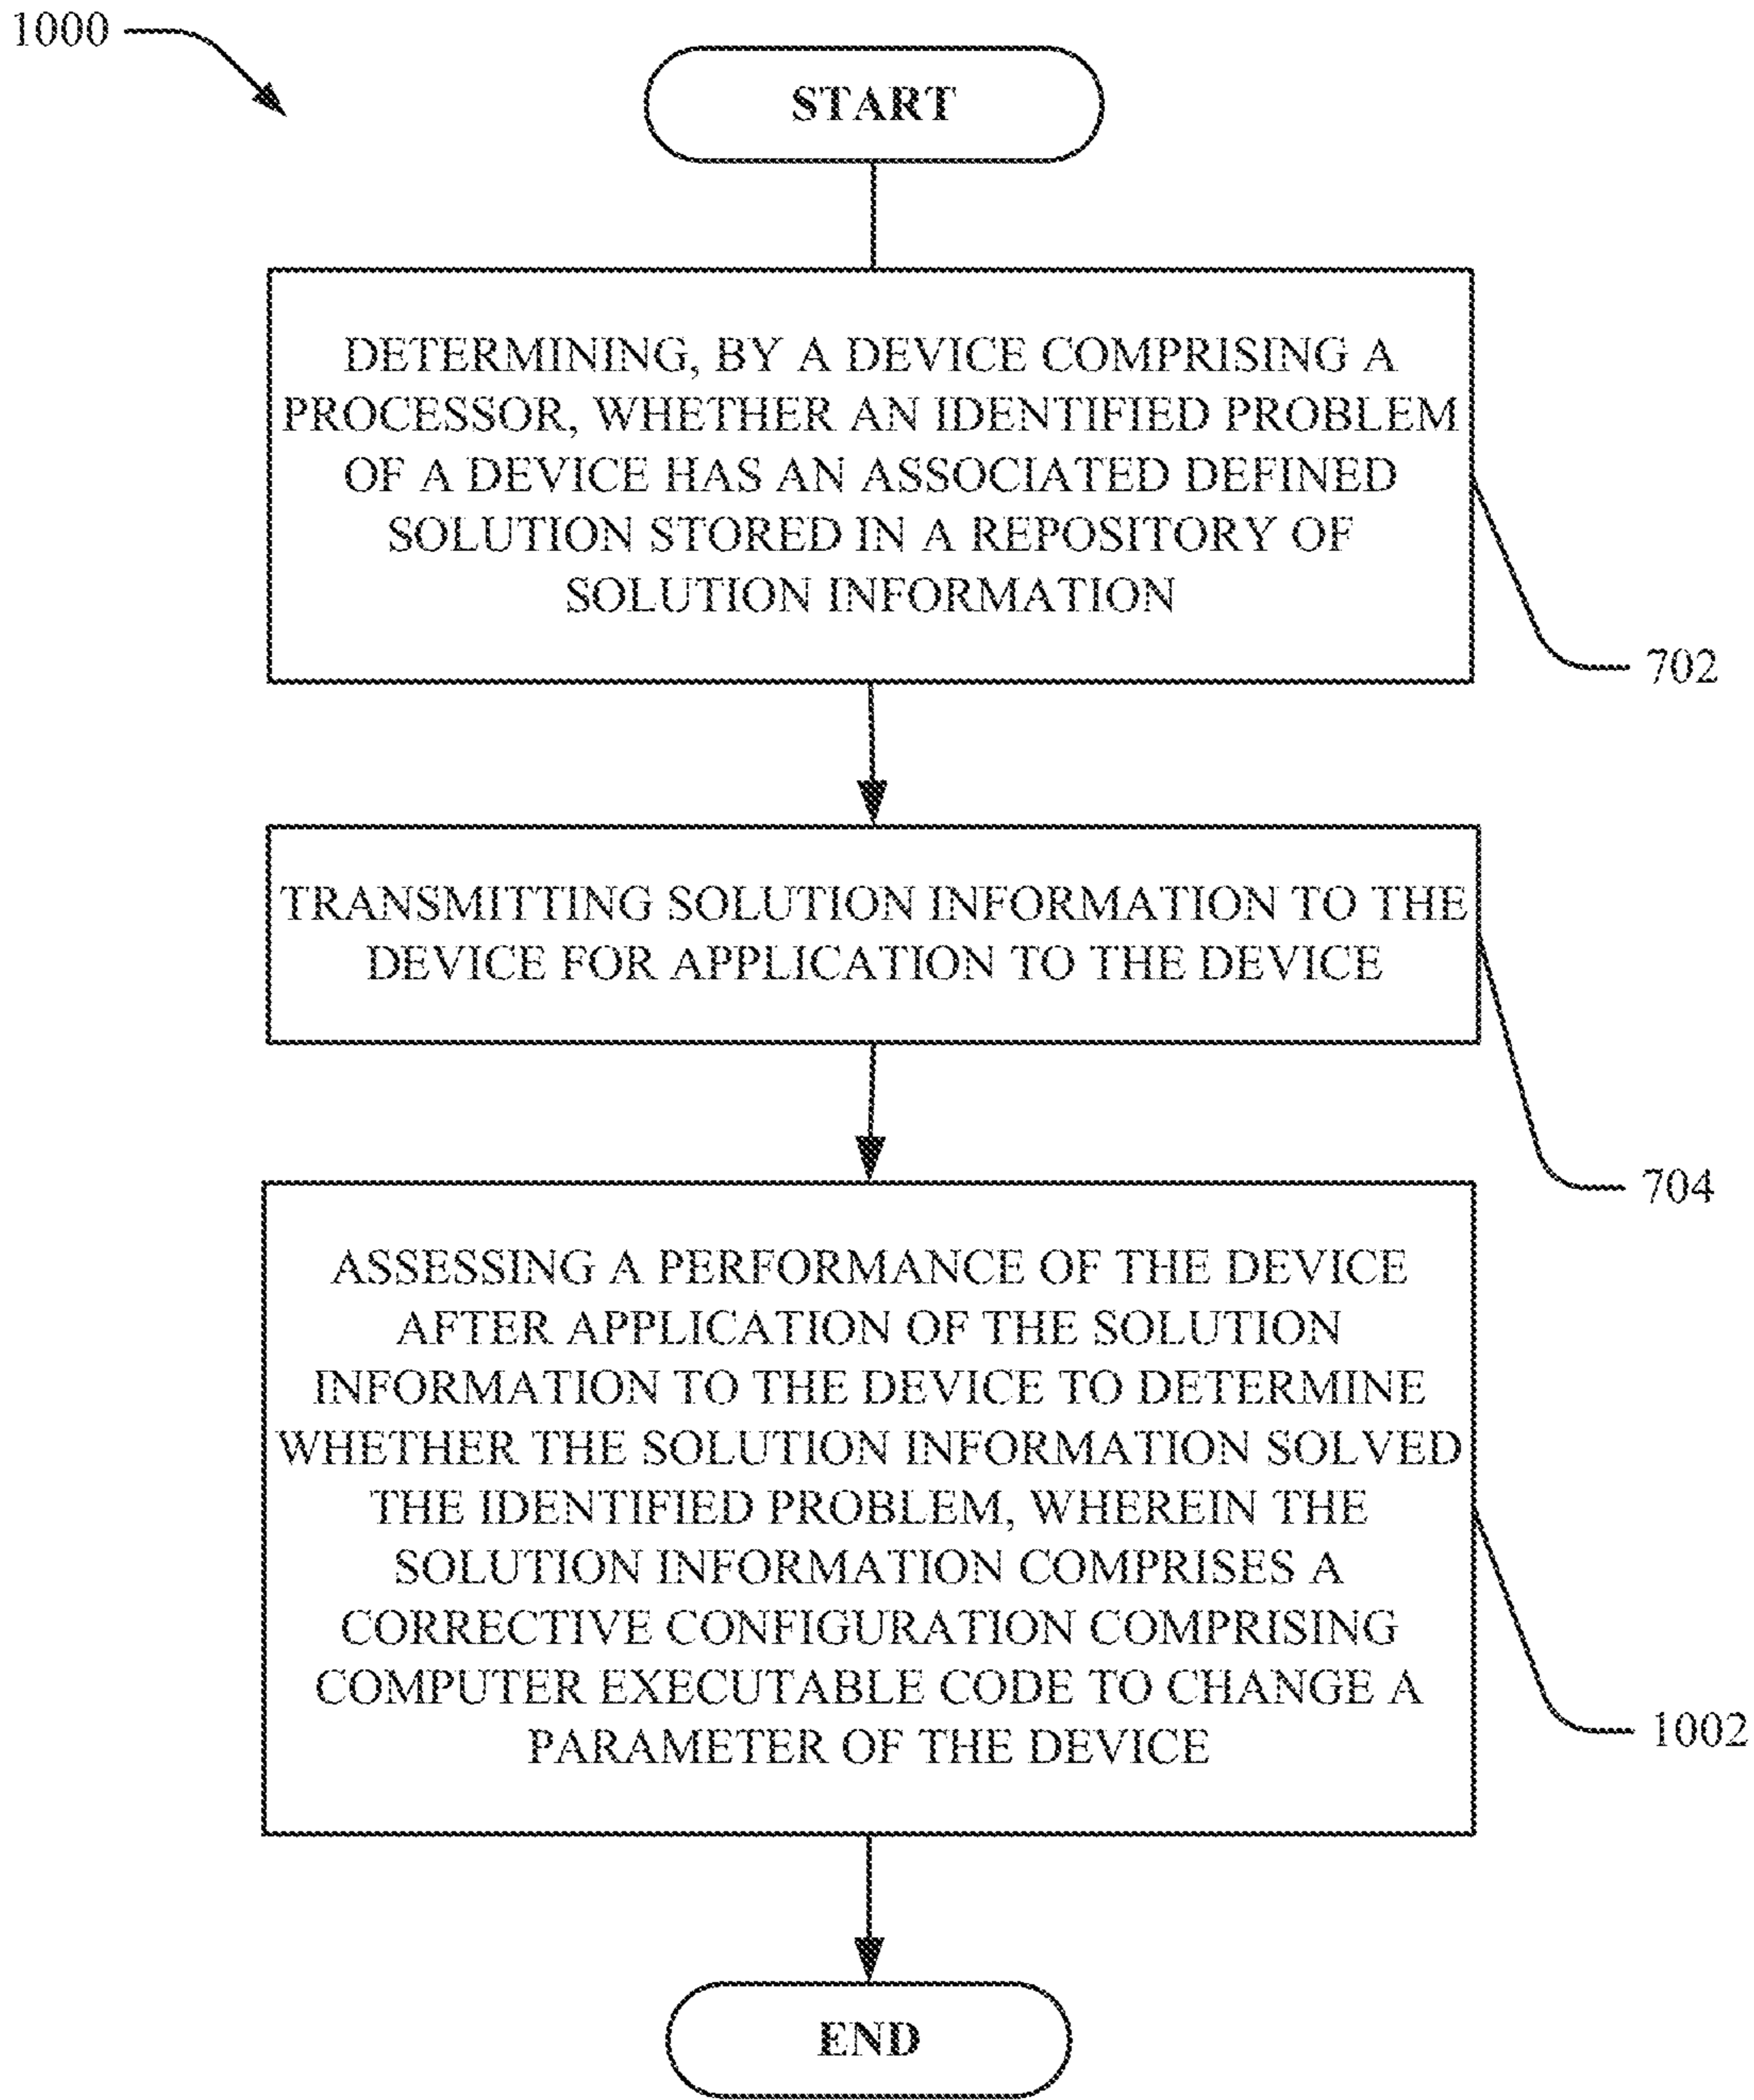 1000
START
DETERMINING, BY A DEVICE COMPRISING A
PROCESSOR, WHETHER AN IDENTIFIED PROBLEM
OF A DEVICE HAS AN ASSOCIATED DEFINED
SOLUTION STORED IN A REPOSITORY OF
SOLUTION INFORMATION
702
TRANSMITTING SOLUTION INFORMATION TO THE
DEVICE FOR APPLICATION TO THE DEVICE
704
ASSESSING A PERFORMANCE OF THE DEVICE
AFTER APPLICATION OF THE SOLUTION
INFORMATION TO THE DEVICE TO DETERMINE
WHETHER THE SOLUTION INFORMATION SOLVED
THE IDENTIFIED PROBLEM, WHEREIN THE
SOLUTION INFORMATION COMPRISES A
CORRECTIVE CONFIGURATION COMPRISING
COMPUTER EXECUTABLE CODE TO CHANGE A
PARAMETER OF THE DEVICE
1002
END